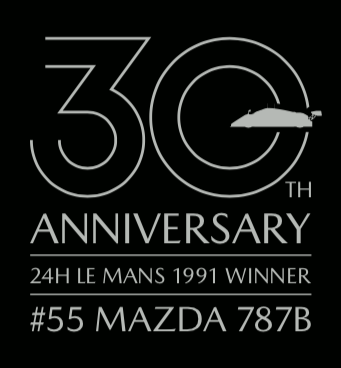 30TH
ANNIVERSARY
24H LE MANS 1991 WINNER
#55 MAZDA 787B